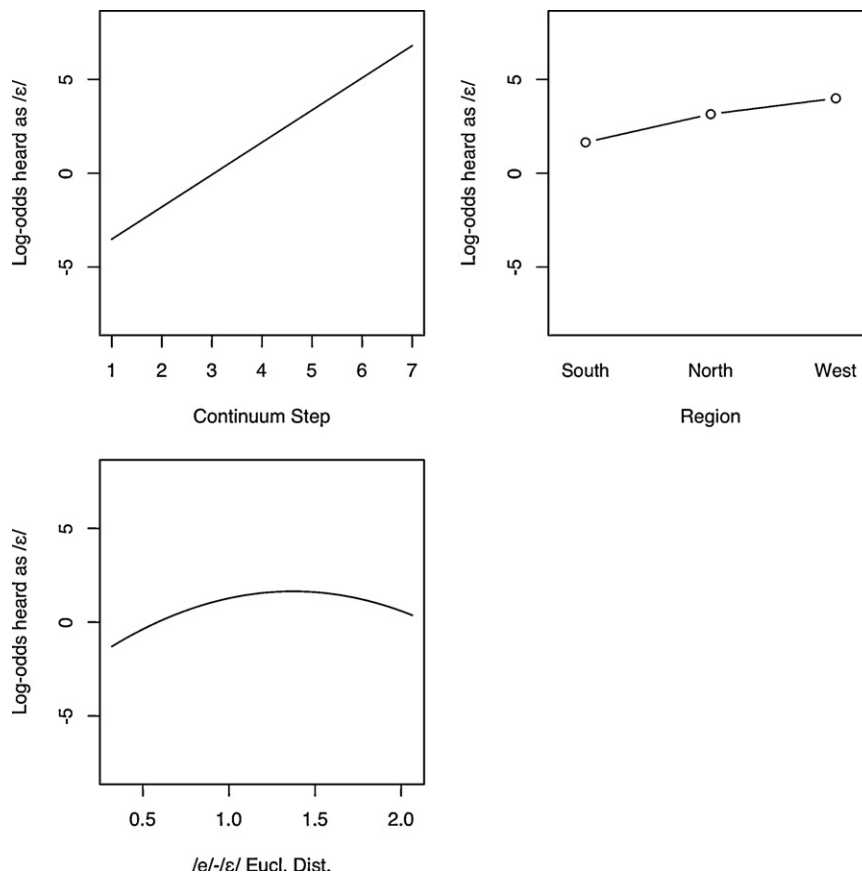 Log-odds heard as /ɛ/
5
0
-5
1 2 3 4 5 6 7
Continuum Step
Log-odds heard as /ɛ/
5
0
-5
South North West
Region
Log-odds heard as /ɛ/
5
0
-5
0.5 1.0 1.5 2.0
/e/-/ɛ/ Eucl. Dist.